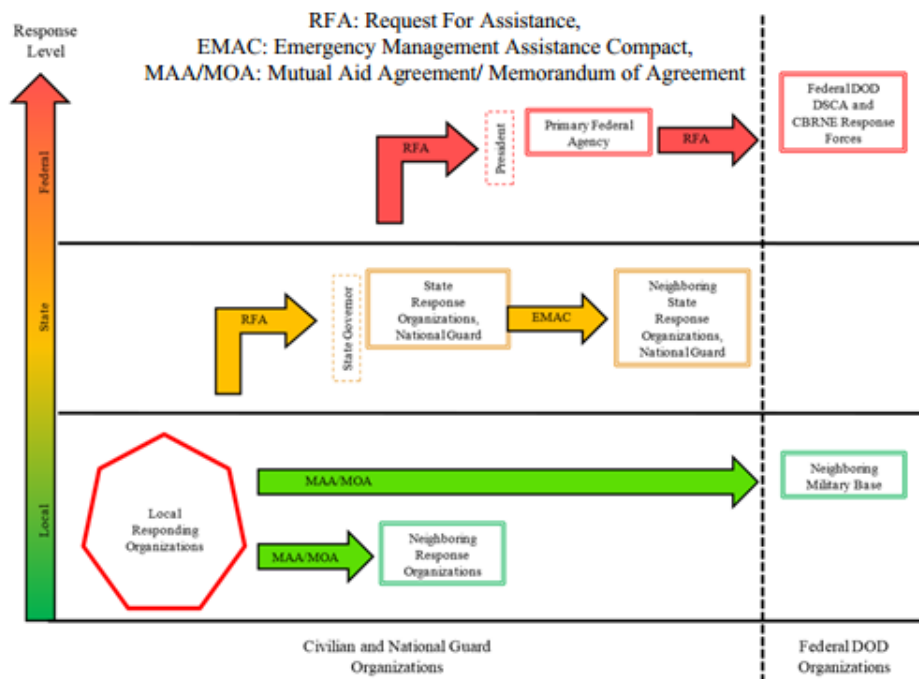 RFA: Request For Assistance,
EMAC: Emergency Management Assistance Compact,
MAA/MOA: Mutual Aid Agreement/ Memorandum of Agreement
Response
Level
Federal
State
Local
RFA
President
Primary Federal
Agency
RFA
Federal DOD
DSCA and
CBRNE Response
Forces
RFA
State Governor
State
Response
Organizations,
National Guard
EMAC
Neighboring
State
Response
Organizations,
National Guard
Local
Responding
Organizations
MAA/MOA
Neighboring
Military Base
MAA/MOA
Neighboring
Response
Organizations
Civilian and National Guard
Organizations
Federal DOD
Organizations